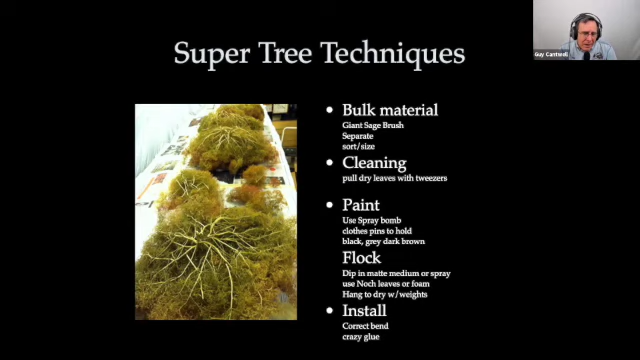 Super Tree Techniques
Guy Cantwell
Bulk material
Giant Sage Brush
Separate
sort/size
Cleaning
pull dry leaves with tweezers
Paint
Use Spray bomb
clothes pins to hold
black, grey dark brown
Flock
Dip in matte medium or spray
use Noch leaves or foam
Hang to dry w/weights
Install
Correct bend
crazy glue